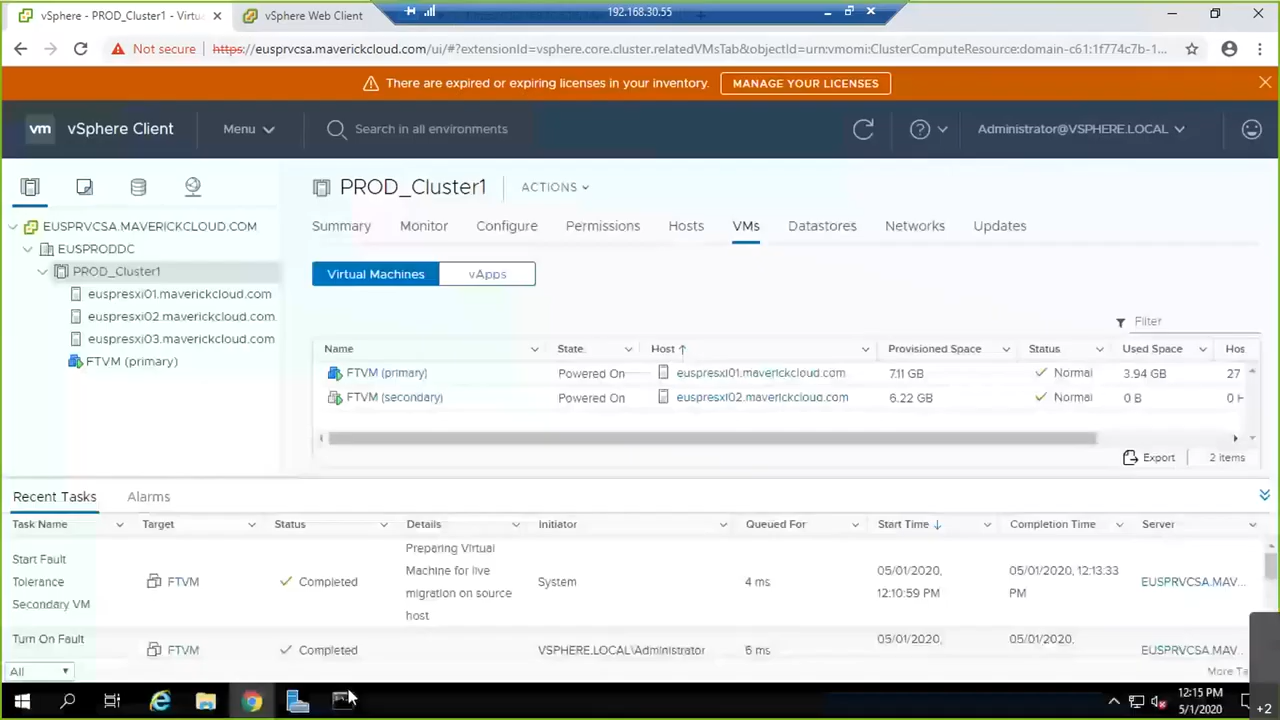 vSphere - PROD_Cluster1 - Virtu
vSphere Web Client
192.168.30.55
Not secure
https://eusprvcsa.maverickcloud.com/ui/#?extensionId=vsphere.core.cluster.relatedVMsTab&objectId=urn:vmomi:ClusterComputeResource:domain-c61:1f774c7b-1...
There are expired or expiring licenses in your inventory.
MANAGE YOUR LICENSES
vm
vSphere Client
Menu
Search in all environments
Administrator@VSPHERE.LOCAL
PROD_Cluster1
ACTIONS
EUSPRVCSA.MAVERICKCLOUD.COM
EUSPRODDC
PROD_Cluster1
euspresxi01.maverickcloud.com
euspresxi02.maverickcloud.com
euspresxi03.maverickcloud.com
FTVM (primary)
Summary
Monitor
Configure
Permissions
Hosts
VMs
Datastores
Networks
Updates
Virtual Machines
vApps
Filter
Name
State
Host
Provisioned Space
Status
Used Space
Hos
FTVM (primary)
Powered On
euspresxi01.maverickcloud.com
7.11 GB
Normal
3.94 GB
27
FTVM (secondary)
Powered On
euspresxi02.maverickcloud.com
6.22 GB
Normal
0 B
0 H
Export
2 items
Recent Tasks
Alarms
Task Name
Target
Status
Details
Initiator
Queued For
Start Time
Completion Time
Server
Start Fault
Tolerance
Secondary VM
FTVM
Completed
Preparing Virtual
Machine for live
migration on source
host
System
4 ms
05/01/2020,
12:10:59 PM
05/01/2020, 12:13:33
PM
EUSPRVCSA.MAV...
Turn On Fault
FTVM
Completed
VSPHERE.LOCAL\Administrator
6 ms
05/01/2020,
05/01/2020,
EUSPRVCSA.MAV...
All
More Ta
12:15 PM
5/1/2020
+2